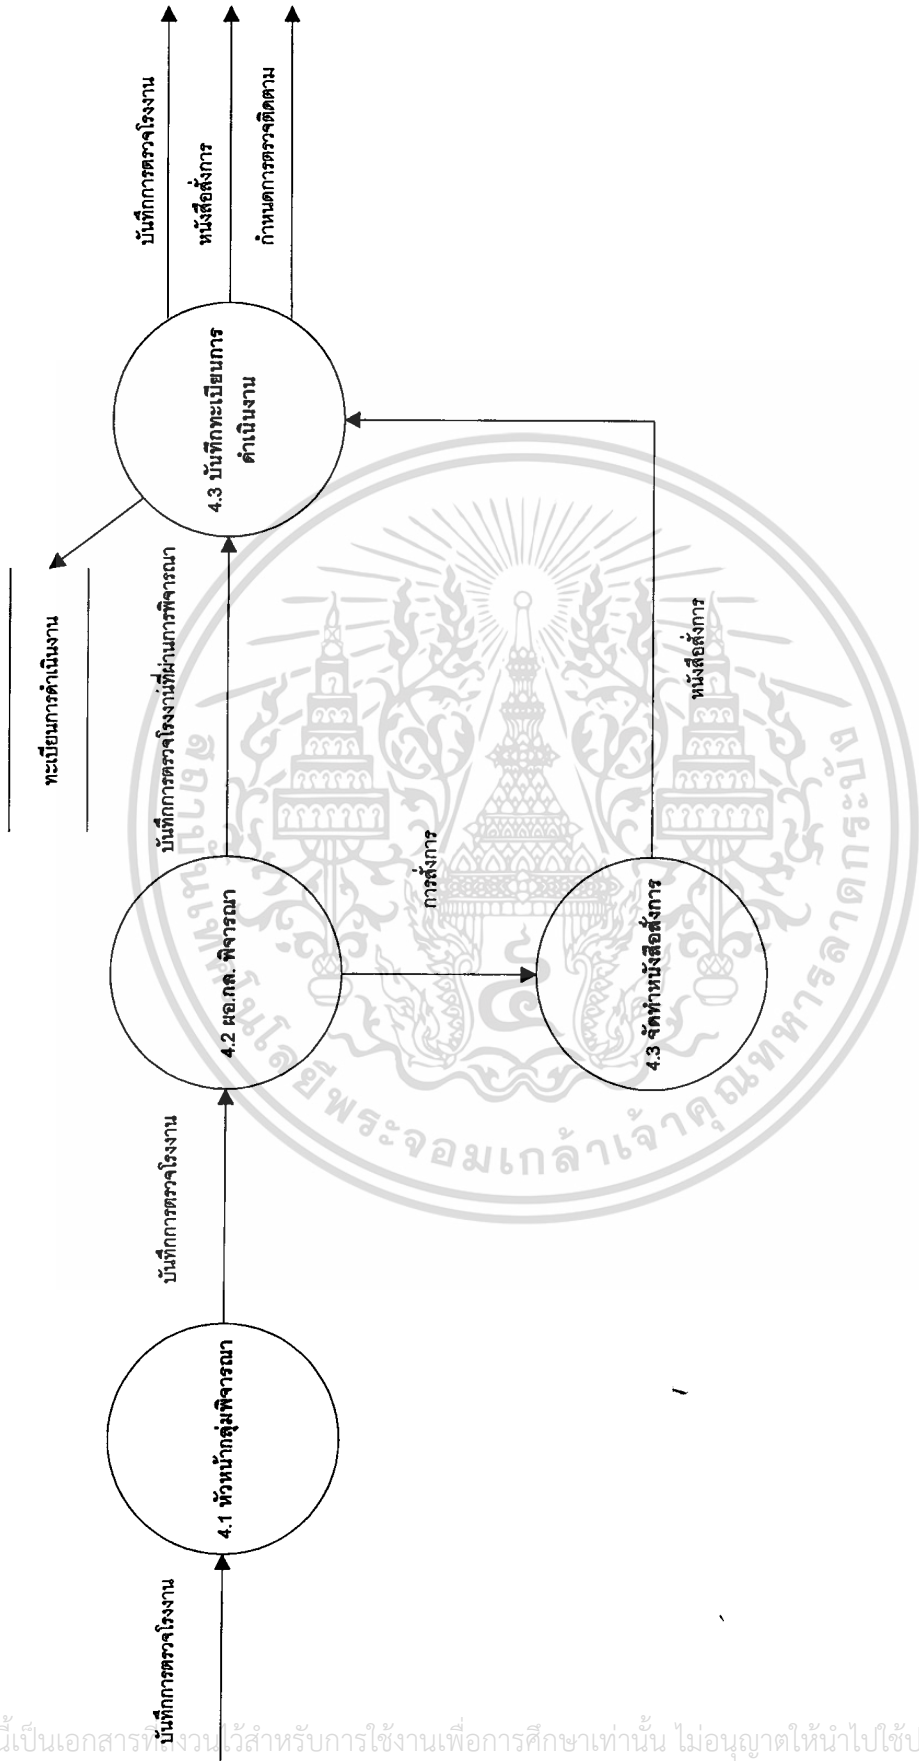 บันทึกการตรวจโรงงาน
4.1 หัวหน้ากลุ่มพิจารณา
บันทึกการตรวจโรงงาน
4.2 ผอ.กล. พิจารณา
บันทึกการตรวจโรงงานที่ผ่านการพิจารณา
การสั่งการ
4.3 จัดทำหนังสือสั่งการ
หนังสือสั่งการ
ทะเบียนการดำเนินงาน
4.3 บันทึกทะเบียนการ
ดำเนินงาน
บันทึกการตรวจโรงงาน
หนังสือสั่งการ
กำหนดการตรวจติดตาม
สถาบันเทคโนโลยีพระจอมเกล้าเจ้าคุณทหารลาดกระบัง
นี้เป็นเอกสารที่สงวนไว้สำหรับการใช้งานเพื่อการศึกษาเท่านั้น ไม่อนุญาตให้นำไปใช้